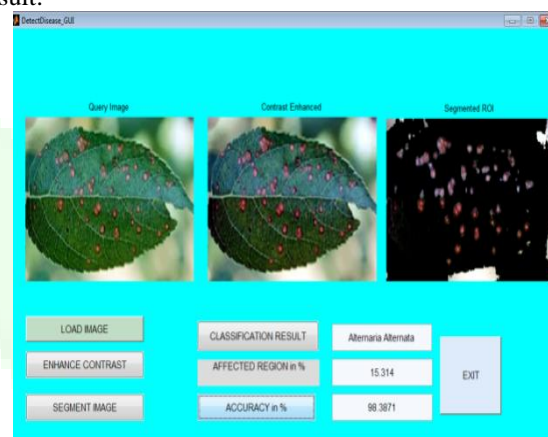 sult.
DetectDisease_GUI
Query Image
Contrast Enhanced
Segmented ROI
LOAD IMAGE
ENHANCE CONTRAST
SEGMENT IMAGE
CLASSIFICATION RESULT
Alternaria Alternata
AFFECTED REGION in %
15.314
ACCURACY in %
98.3871
EXIT